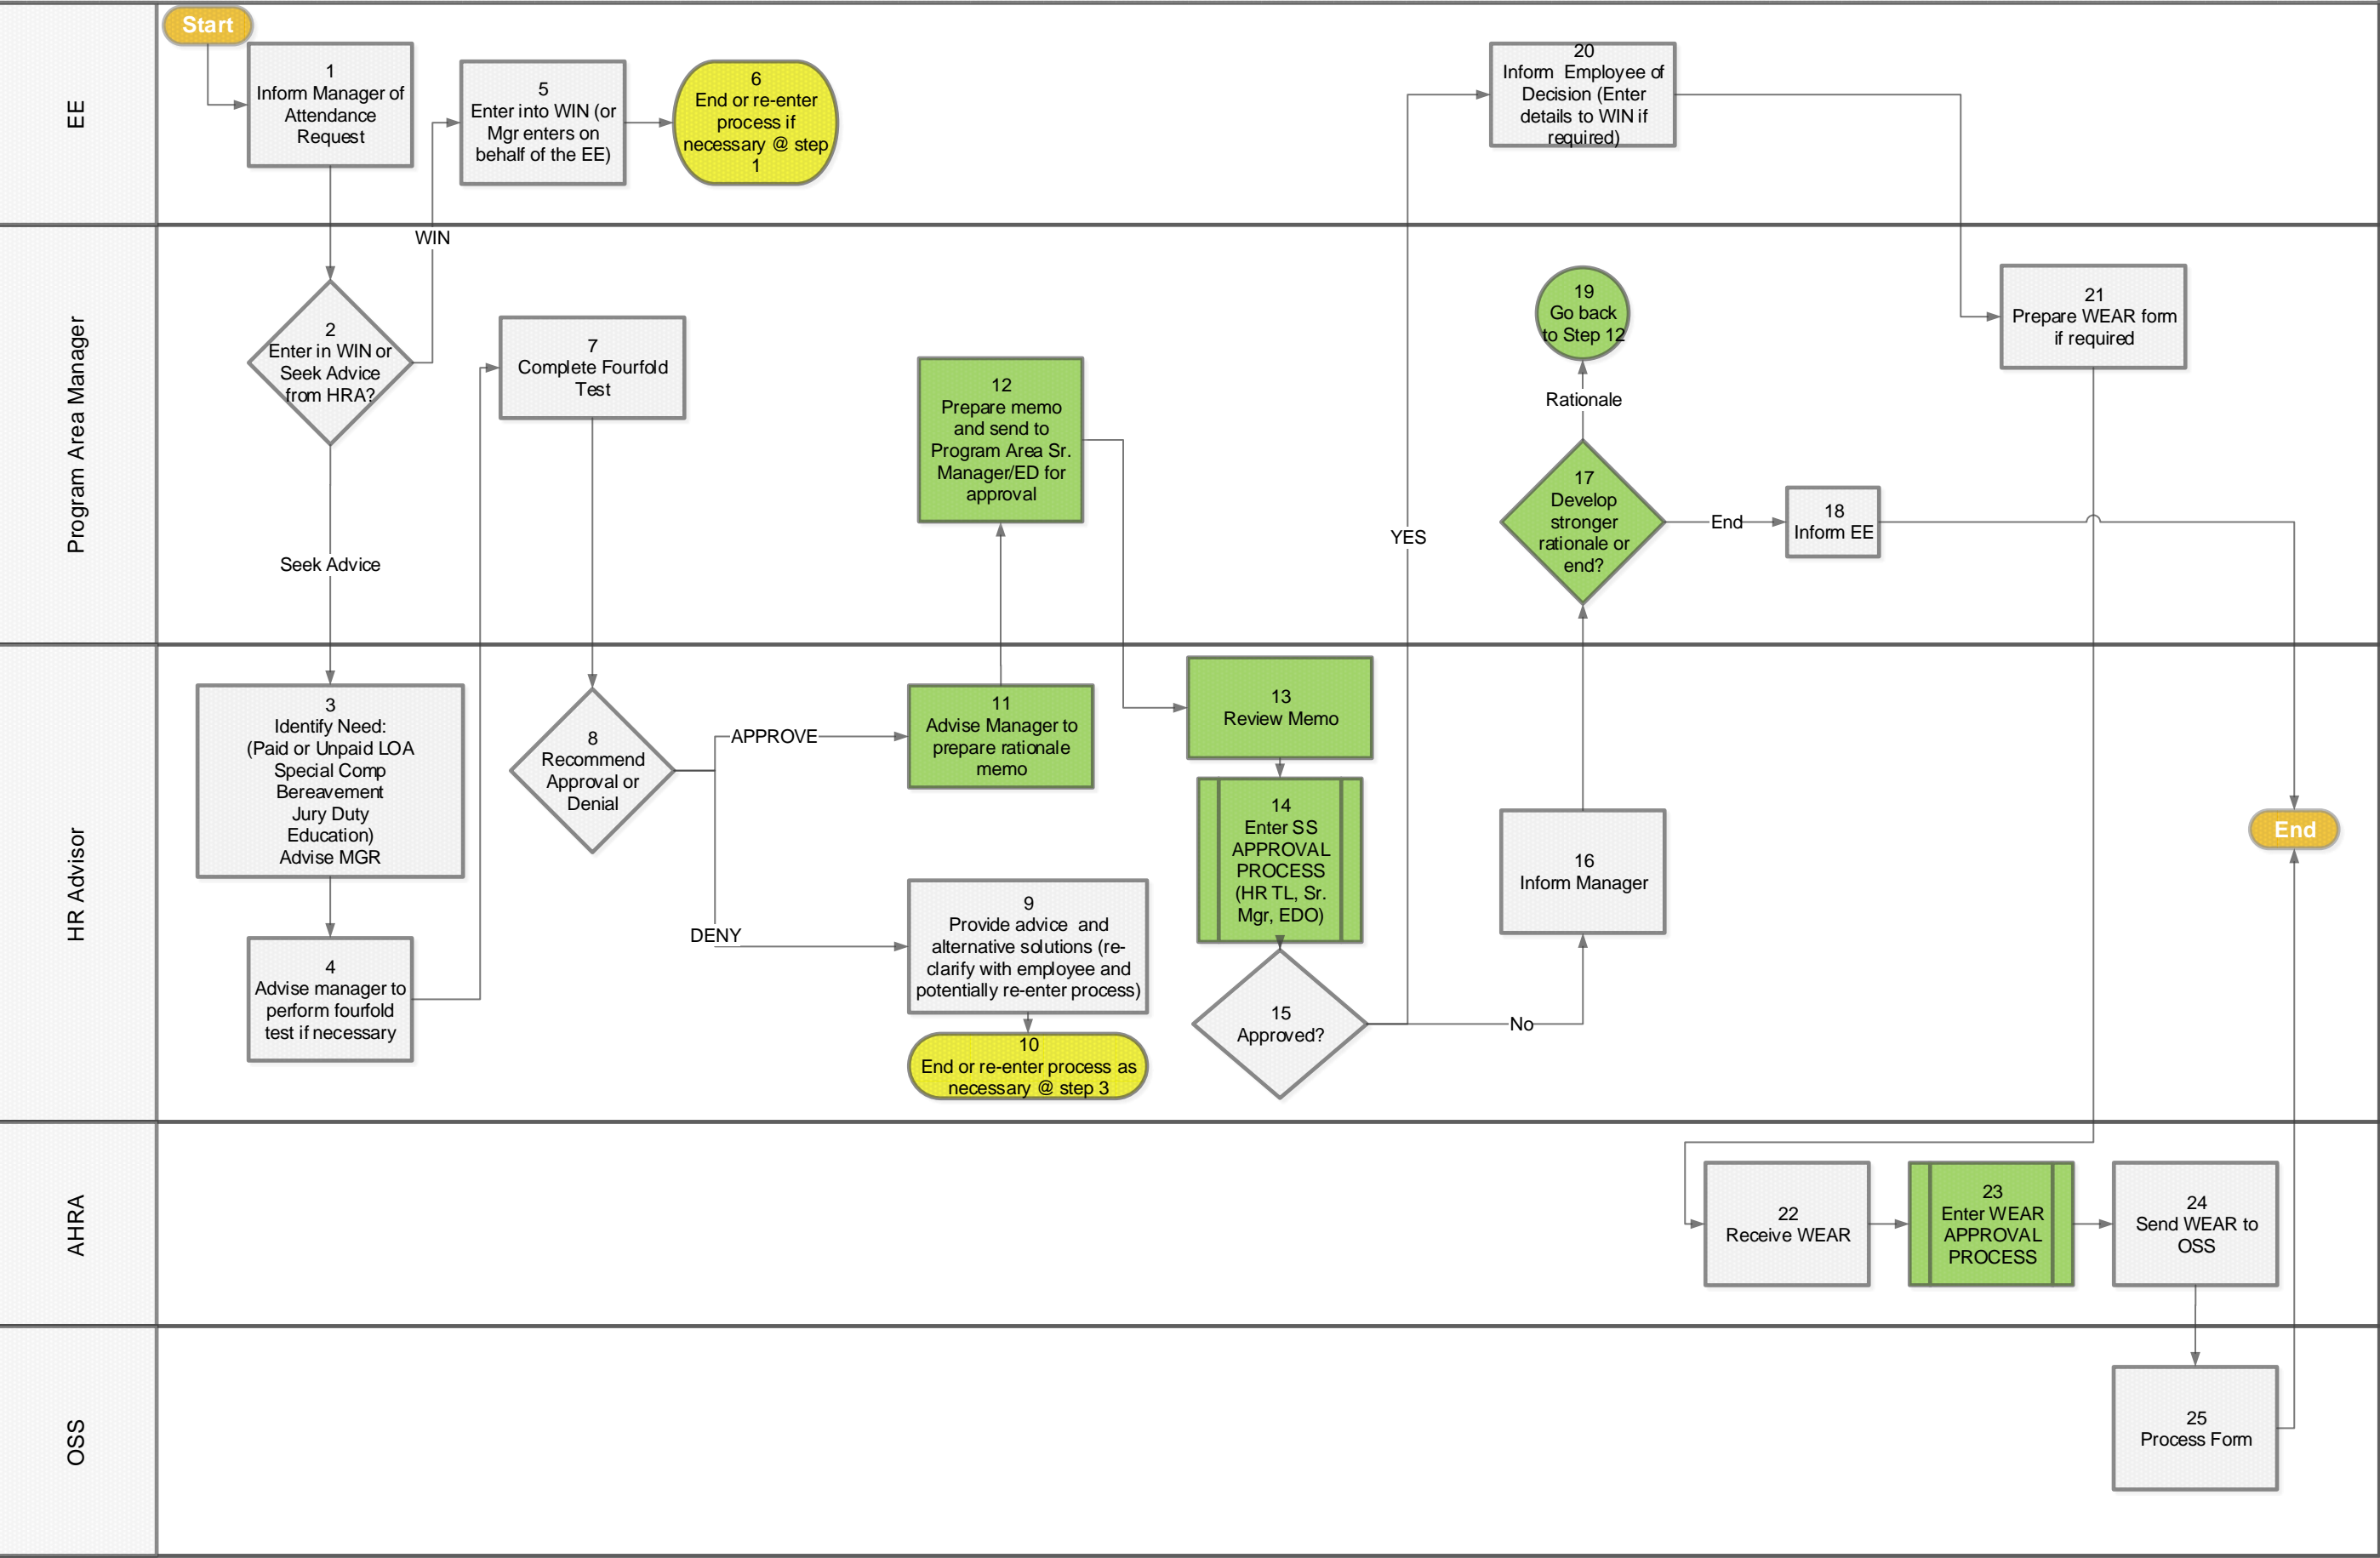 EE
Start
1
Inform Manager of
Attendance
Request
5
Enter into WIN (or
Mgr enters on
behalf of the EE)
6
End or re-enter
process if
necessary @ step
1
20
Inform Employee of
Decision (Enter
details to WIN if
required)
Program Area Manager
WIN
2
Enter in WIN or
Seek Advice
from HRA?
Seek Advice
7
Complete Fourfold
Test
12
Prepare memo
and send to
Program Area Sr.
Manager/ED for
approval
YES
19
Go back
to Step 12
Rationale
17
Develop
stronger
rationale or
end?
End
18
Inform EE
21
Prepare WEAR form
if required
HR Advisor
3
Identify Need:
(Paid or Unpaid LOA
Special Comp
Bereavement
Jury Duty
Education)
Advise MGR
4
Advise manager to
perform fourfold
test if necessary
8
Recommend
Approval or
Denial
APPROVE
DENY
11
Advise Manager to
prepare rationale
memo
9
Provide advice and
alternative solutions (re-
clarify with employee and
potentially re-enter process)
10
End or re-enter process as
necessary @ step 3
13
Review Memo
14
Enter SS
APPROVAL
PROCESS
(HR TL, Sr.
Mgr, EDO)
15
Approved?
No
16
Inform Manager
End
AHRA
22
Receive WEAR
23
Enter WEAR
APPROVAL
PROCESS
24
Send WEAR to
OSS
OSS
25
Process Form